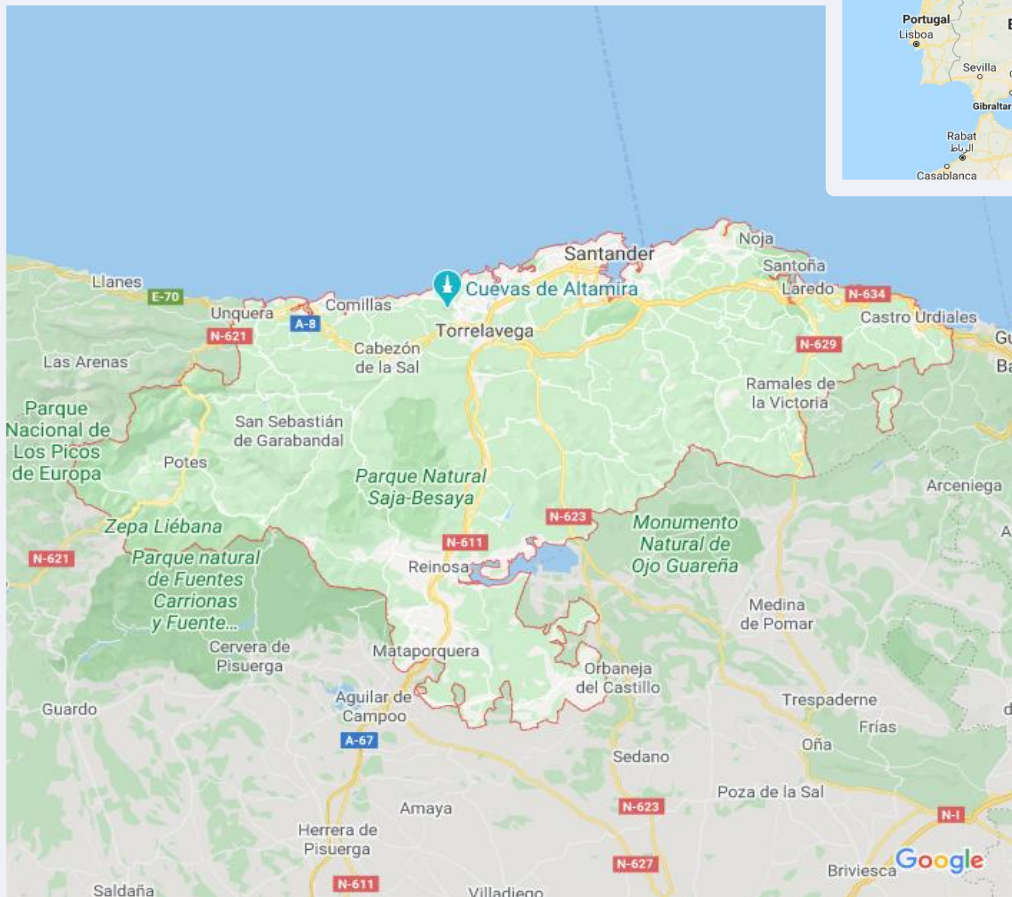 Portugal
Lisboa
Sevilla
Gibraltar
Rabat
الرباط
Casablanca
Noja
Santander
Santoña
Llanes
Cuevas de Altamira
Laredo
E-70
N-634
Comillas
Unquera
A-8
Castro Urdiales
N-621
Torrelavega
N-629
Cabezón
de la Sal
Las Arenas
Ramales de
la Victoria
Parque
Nacional de
Los Picos
de Europa
San Sebastián
de Garabandal
Potes
Parque Natural
Saja-Besaya
Arceniega
Zepa Liébana
N-623
Monumento
Natural de
Ojo Guareña
N-621
N-611
Parque natural
de Fuentes
Carrionas
y Fuente...
Reinosa
Medina
de Pomar
Cervera de
Pisuerga
Mataporquera
Orbaneja
del Castillo
Guardo
Aguilar de
Campoo
Trespaderne
Frías
A-67
Oña
Sedano
Poza de la Sal
Amaya
N-623
N-I
Herrera de
Pisuerga
Google
N-627
Briviesca
N-611
Saldaña
Villadiego